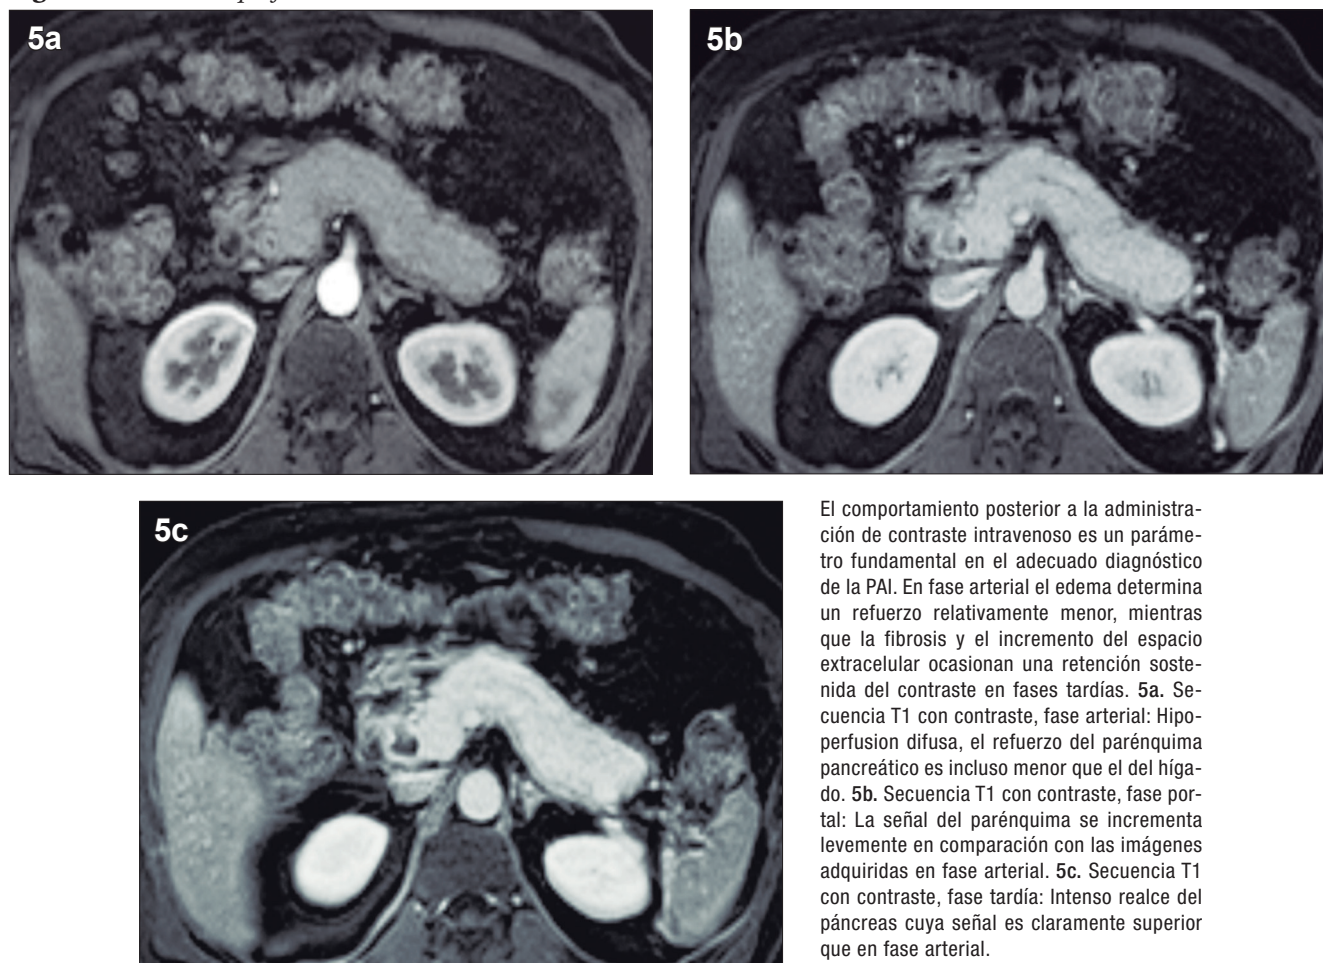 5a
5b
5c
El comportamiento posterior a la administra-
ción de contraste intravenoso es un paráme-
tro fundamental en el adecuado diagnóstico
de la PAI. En fase arterial el edema determina
un refuerzo relativamente menor, mientras
que la fibrosis y el incremento del espacio
extracelular ocasionan una retención soste-
nida del contraste en fases tardías. 5a. Se-
cuencia T1 con contraste, fase arterial: Hipo-
perfusion difusa, el refuerzo del parénquima
pancreático es incluso menor que el del híga-
do. 5b. Secuencia T1 con contraste, fase por-
tal: La señal del parénquima se incrementa
levemente en comparación con las imágenes
adquiridas en fase arterial. 5c. Secuencia T1
con contraste, fase tardía: Intenso realce del
páncreas cuya señal es claramente superior
que en fase arterial.